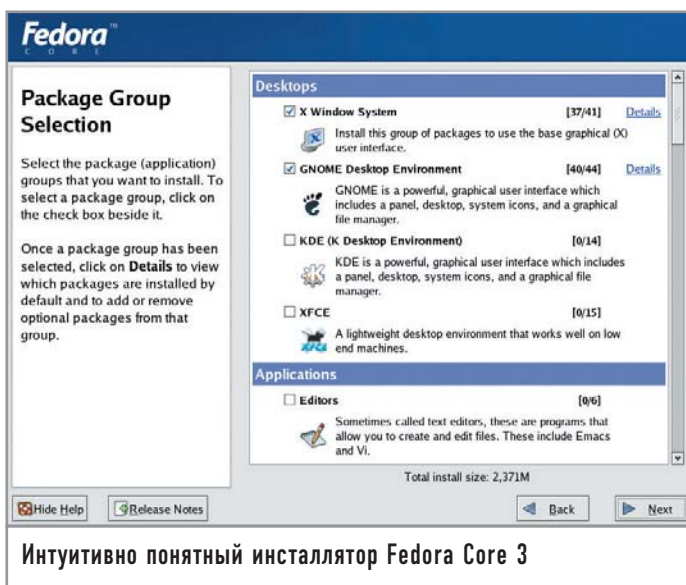 Fedora™
CORE
Package Group
Selection
Select the package (application)
groups that you want to install. To
select a package group, click on
the check box beside it.
Once a package group has been
selected, click on Details to view
which packages are installed by
default and to add or remove
optional packages from that
group.
Desktops
X Window System [37/41] Details
Install this group of packages to use the base graphical (X)
user interface.
GNOME Desktop Environment [40/44] Details
GNOME is a powerful, graphical user interface which
includes a panel, desktop, system icons, and a graphical
file manager.
KDE (K Desktop Environment) [0/14]
KDE is a powerful, graphical user interface which includes
a panel, desktop, system icons, and a graphical file
manager.
XFCE [0/15]
A lightweight desktop environment that works well on low
end machines.
Applications
Editors [0/6]
Sometimes called text editors, these are programs that
allow you to create and edit files. These include Emacs
and Vi.
Total install size: 2,371M
Hide Help Release Notes Back Next
Интуитивно понятный инсталлятор Fedora Core 3